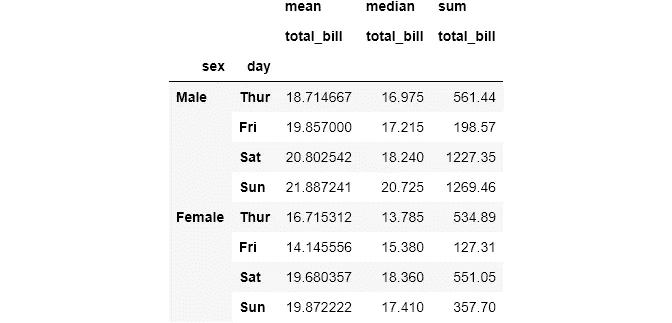 mean median sum
total_bill total_bill total_bill
sex day
Male Thur 18.714667 16.975 561.44
Fri 19.857000 17.215 198.57
Sat 20.802542 18.240 1227.35
Sun 21.887241 20.725 1269.46
Female Thur 16.715312 13.785 534.89
Fri 14.145556 15.380 127.31
Sat 19.680357 18.360 551.05
Sun 19.872222 17.410 357.70